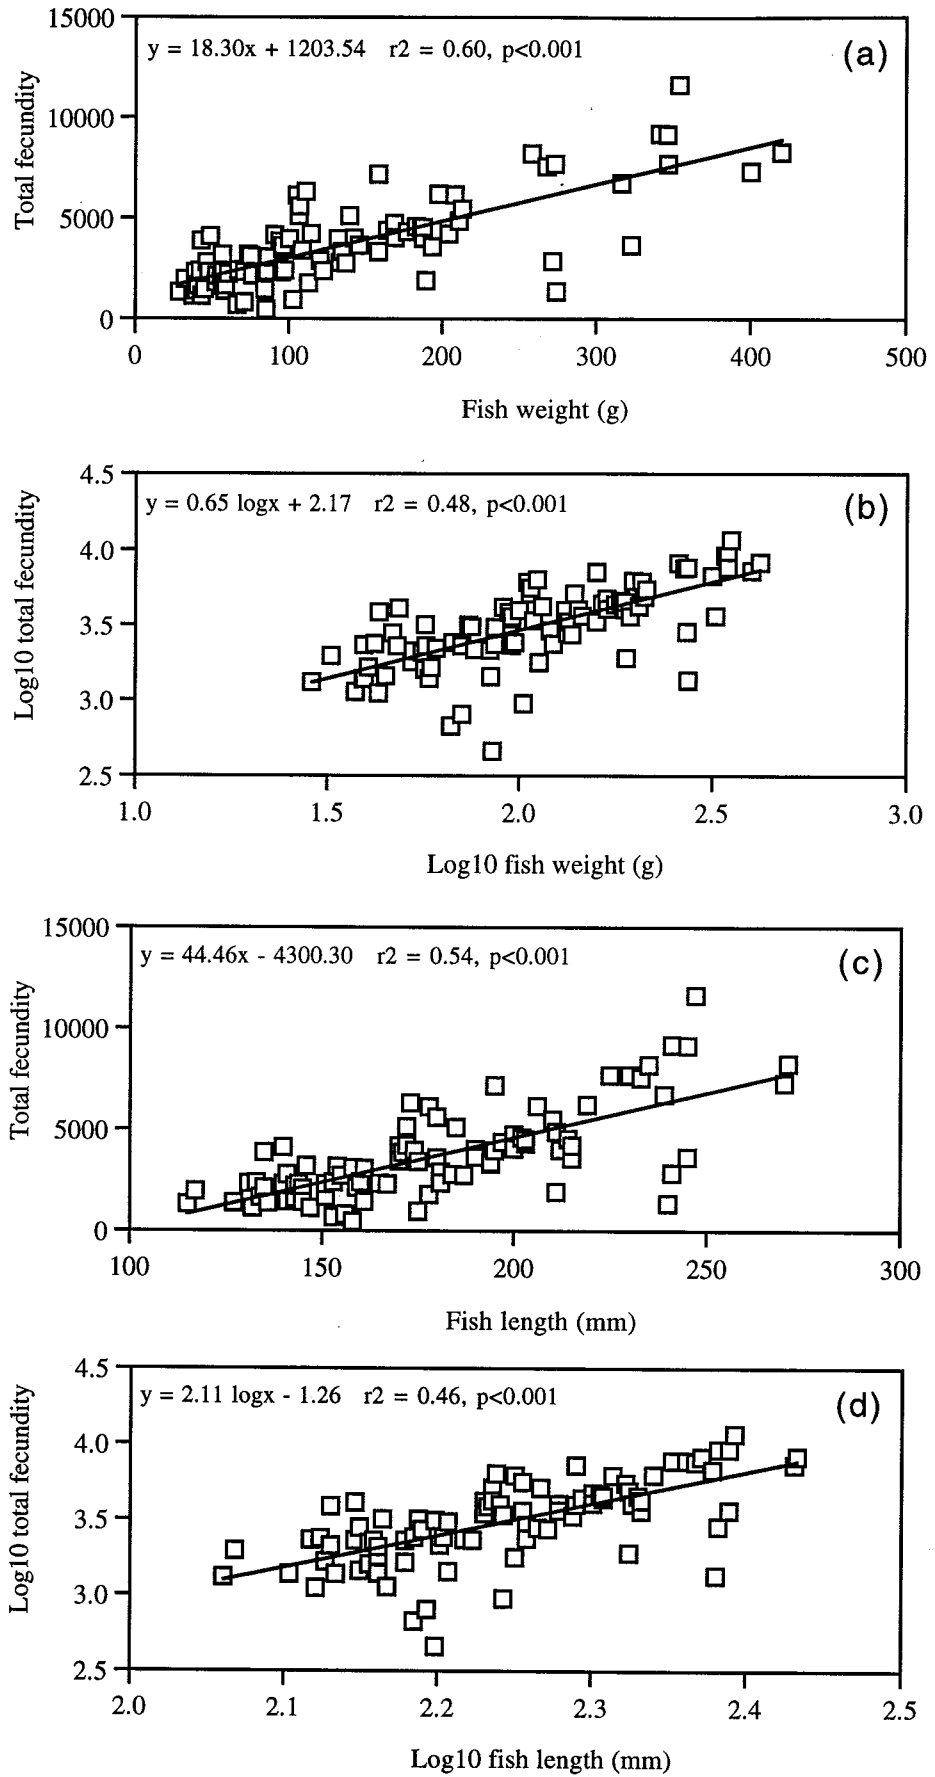 15000
y = 18.30x + 1203.54 r2 = 0.60, p<0.001
(a)
10000
5000
0
Total fecundity
0 100 200 300 400 500
Fish weight (g)
4.5
y = 0.65 logx + 2.17 r2 = 0.48, p<0.001
(b)
4.0
3.5
3.0
2.5
Log10 total fecundity
1.0 1.5 2.0 2.5 3.0
Log10 fish weight (g)
15000
y = 44.46x - 4300.30 r2 = 0.54, p<0.001
(c)
10000
5000
0
Total fecundity
100 150 200 250 300
Fish length (mm)
4.5
y = 2.11 logx - 1.26 r2 = 0.46, p<0.001
(d)
4.0
3.5
3.0
2.5
Log10 total fecundity
2.0 2.1 2.2 2.3 2.4 2.5
Log10 fish length (mm)